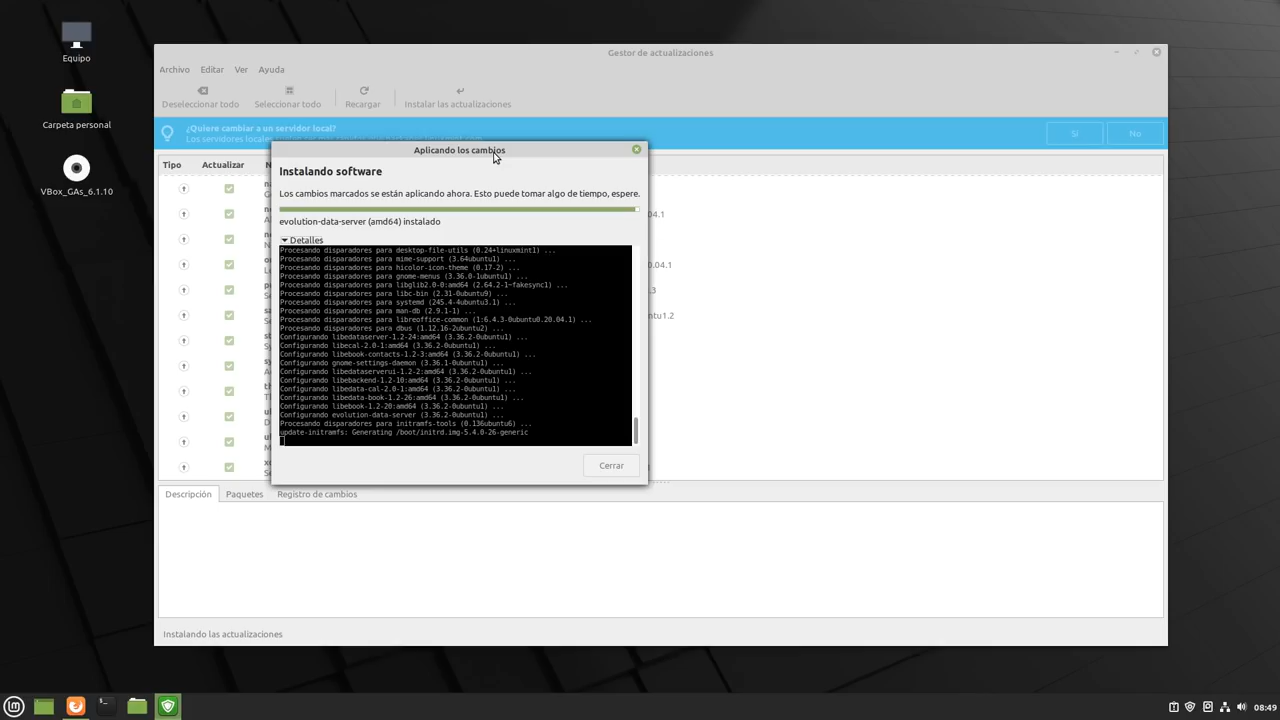 Equipo
Carpeta personal
VBox_GAs_6.1.10
Gestor de actualizaciones
Archivo Editar Ver Ayuda
Deseleccionar todo Seleccionar todo Recargar Instalar las actualizaciones
¿Quiere cambiar a un servidor local?
Los servidores locales
Sí No
Tipo Actualizar
Aplicando los cambios
Instalando software
Los cambios marcados se están aplicando ahora. Esto puede tomar algo de tiempo, espere.
evolution-data-server (amd64) instalado
Detalles
Procesando disparadores para desktop-file-utils (0.24+linuxmint1) ...
Procesando disparadores para mime-support (3.64ubuntu1) ...
Procesando disparadores para hicolor-icon-theme (0.17-2) ...
Procesando disparadores para gnome-menus (3.36.0-1ubuntu1) ...
Procesando disparadores para libglib2.0-0:amd64 (2.64.2-1~fakesync1) ...
Procesando disparadores para libc-bin (2.31-0ubuntu9) ...
Procesando disparadores para systemd (245.4-4ubuntu3.1) ...
Procesando disparadores para man-db (2.9.1-1) ...
Procesando disparadores para libreoffice-common (1:6.4.3-0ubuntu0.20.04.1) ...
Procesando disparadores para dbus (1.12.16-2ubuntu2) ...
Configurando libedataserver-1.2-24:amd64 (3.36.2-0ubuntu1) ...
Configurando libecal-2.0-1:amd64 (3.36.2-0ubuntu1) ...
Configurando libebook-contacts-1.2-3:amd64 (3.36.2-0ubuntu1) ...
Configurando gnome-settings-daemon (3.36.1-0ubuntu1) ...
Configurando libedataserverui-1.2-2:amd64 (3.36.2-0ubuntu1) ...
Configurando libebackend-1.2-10:amd64 (3.36.2-0ubuntu1) ...
Configurando libedata-cal-2.0-1:amd64 (3.36.2-0ubuntu1) ...
Configurando libedata-book-1.2-26:amd64 (3.36.2-0ubuntu1) ...
Configurando libebook-1.2-20:amd64 (3.36.2-0ubuntu1) ...
Configurando evolution-data-server (3.36.2-0ubuntu1) ...
Procesando disparadores para initramfs-tools (0.136ubuntu6) ...
update-initramfs: Generating /boot/initrd.img-5.4.0-26-generic
Cerrar
04.1
0.04.1
.3
untu1.2
Descripción Paquetes Registro de cambios
Instalando las actualizaciones
08:49